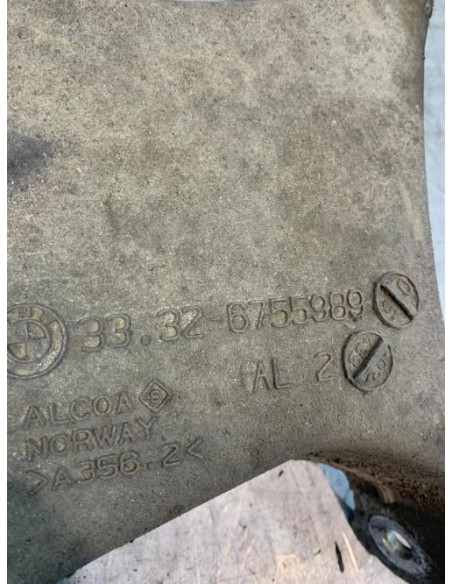 33.32-6755989
AL 2
ALCOA
NORWAY
>A356.2<